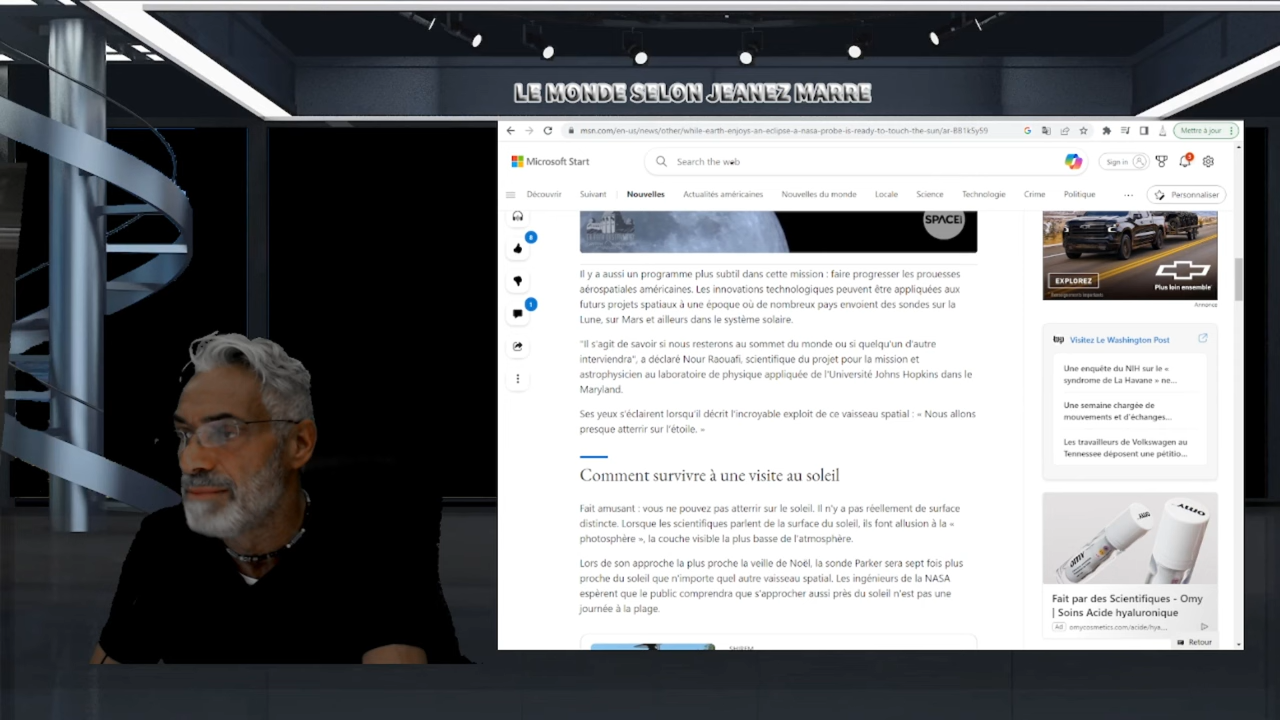 LE MONDE SELON JEANEZ MARRE
msn.com/en-us/news/other/while-earth-enjoys-an-eclipse-a-nasa-probe-is-ready-to-touch-the-sun/ar-BB1k5y59
Mettre à jour
Microsoft Start
Search the web
Sign in
3
Découvrir Suivant Nouvelles Actualités américaines Nouvelles du monde Locale Science Technologie Crime Politique ... Personnaliser
SPACE!
8
1
Il y a aussi un programme plus subtil dans cette mission : faire progresser les prouesses
aérospatiales américaines. Les innovations technologiques peuvent être appliquées aux
futurs projets spatiaux à une époque où de nombreux pays envoient des sondes sur la
Lune, sur Mars et ailleurs dans le système solaire.
"Il s'agit de savoir si nous resterons au sommet du monde ou si quelqu'un d'autre
interviendra", a déclaré Nour Raouafi, scientifique du projet pour la mission et
astrophysicien au laboratoire de physique appliquée de l'Université Johns Hopkins dans le
Maryland.
Ses yeux s'éclairent lorsqu'il décrit l'incroyable exploit de ce vaisseau spatial : « Nous allons
presque atterrir sur l'étoile. »
Comment survivre à une visite au soleil
Fait amusant : vous ne pouvez pas atterrir sur le soleil. Il n'y a pas réellement de surface
distincte. Lorsque les scientifiques parlent de la surface du soleil, ils font allusion à la «
photosphère », la couche visible la plus basse de l'atmosphère.
Lors de son approche la plus proche la veille de Noël, la sonde Parker sera sept fois plus
proche du soleil que n'importe quel autre vaisseau spatial. Les ingénieurs de la NASA
espèrent que le public comprendra que s'approcher aussi près du soleil n'est pas une
journée à la plage.
EXPLOREZ
Plus loin ensemble
Annonce
wp Visitez Le Washington Post
Une enquête du NIH sur le «
syndrome de La Havane » ne...
Une semaine chargée de
mouvements et d'échanges...
Les travailleurs de Volkswagen au
Tennessee déposent une pétitio...
omy
OMY
Fait par des Scientifiques - Omy
| Soins Acide hyaluronique
Ad omycosmetics.com/acide/hya...
Retour